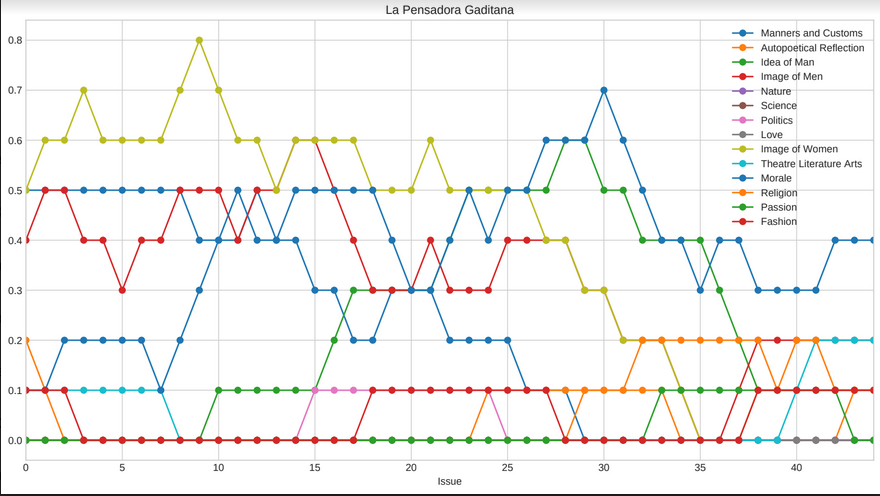 La Pensadora Gaditana
0.8
0.7
0.6
0.5
0.4
0.3
0.2
0.1
0.0
Manners and Customs
Autopoetical Reflection
Idea of Man
Image of Men
Nature
Science
Politics
Love
Image of Women
Theatre Literature Arts
Morale
Religion
Passion
Fashion
0 5 10 15 20 25 30 35 40
Issue